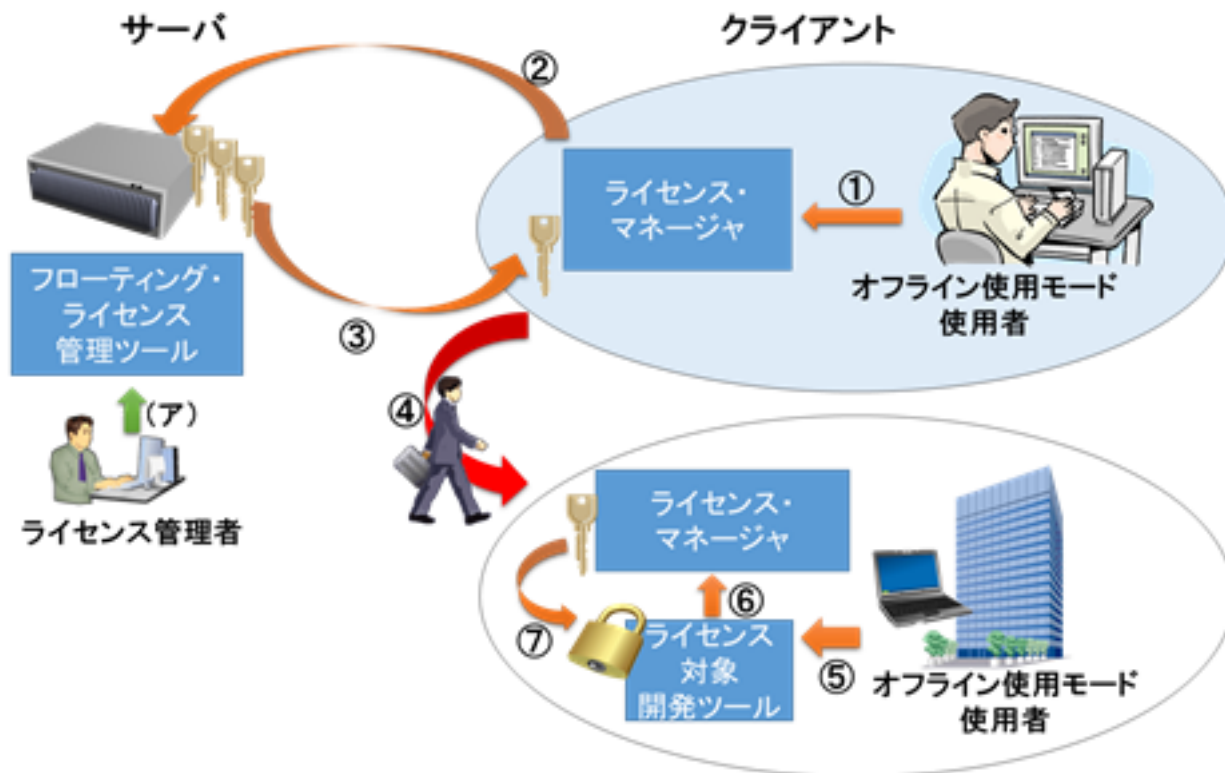 サーバ
クライアント
②
ライセンス・
マネージャ
①
オフライン使用モード
使用者
フローティング・
ライセンス
管理ツール
③
(ア)
ライセンス管理者
④
ライセンス・
マネージャ
⑥
⑦
ライセンス
対象
開発ツール
⑤
オフライン使用モード
使用者